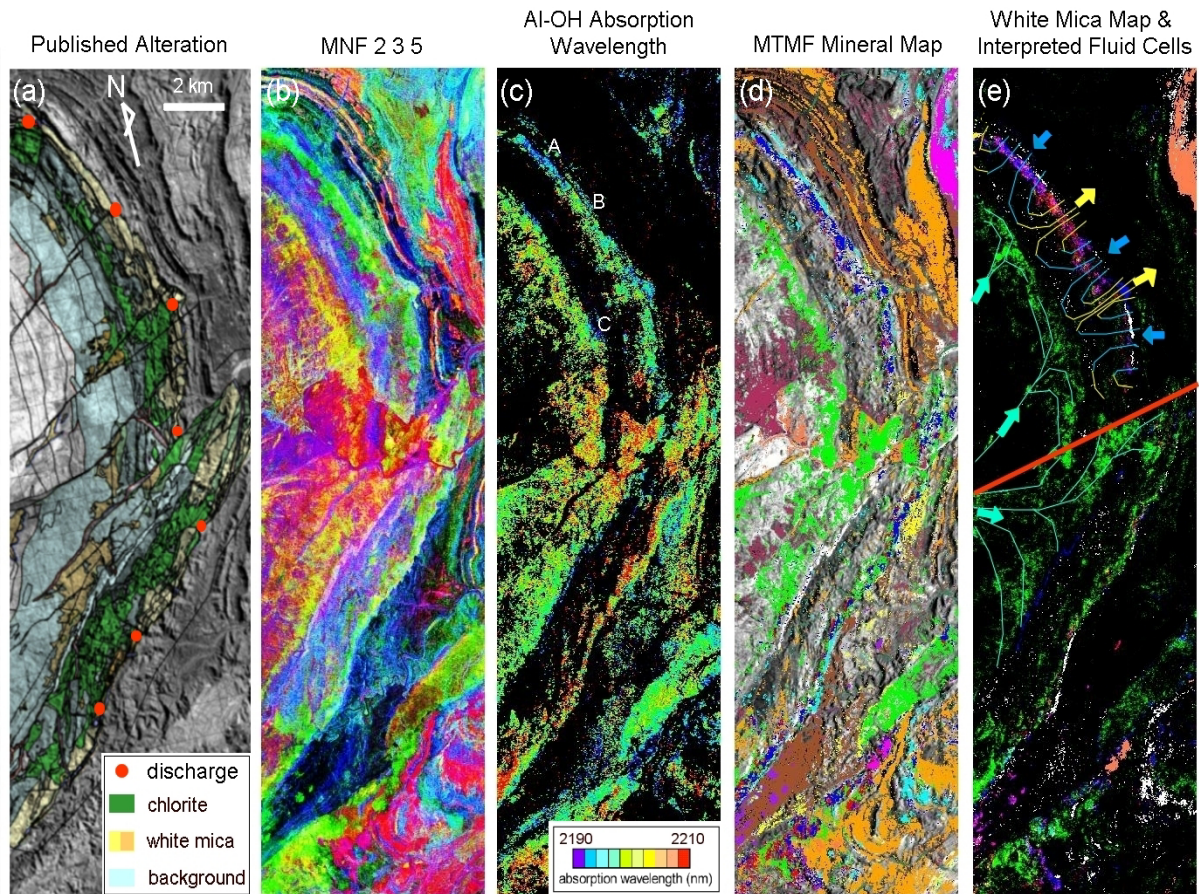 Published Alteration
MNF 2 3 5
Al-OH Absorption
Wavelength
MTMF Mineral Map
White Mica Map &
Interpreted Fluid Cells
(a)
N
2 km
(b)
(c)
(d)
(e)
A
B
C
discharge
chlorite
white mica
background
2190 2210
absorption wavelength (nm)